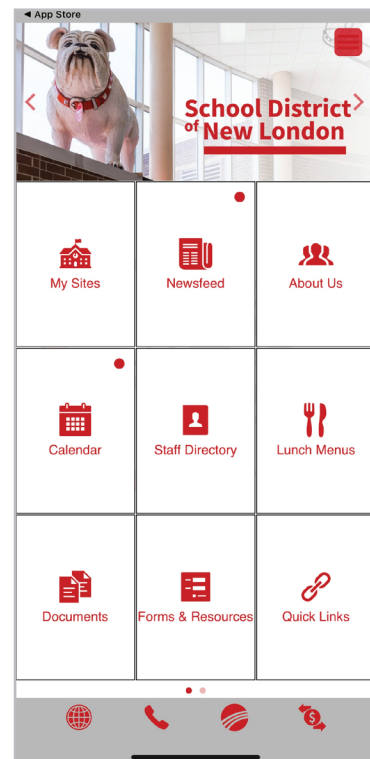 ◄ App Store
School District
of New London
My Sites
Newsfeed
About Us
Calendar
Staff Directory
Lunch Menus
Documents
Forms & Resources
Quick Links
$